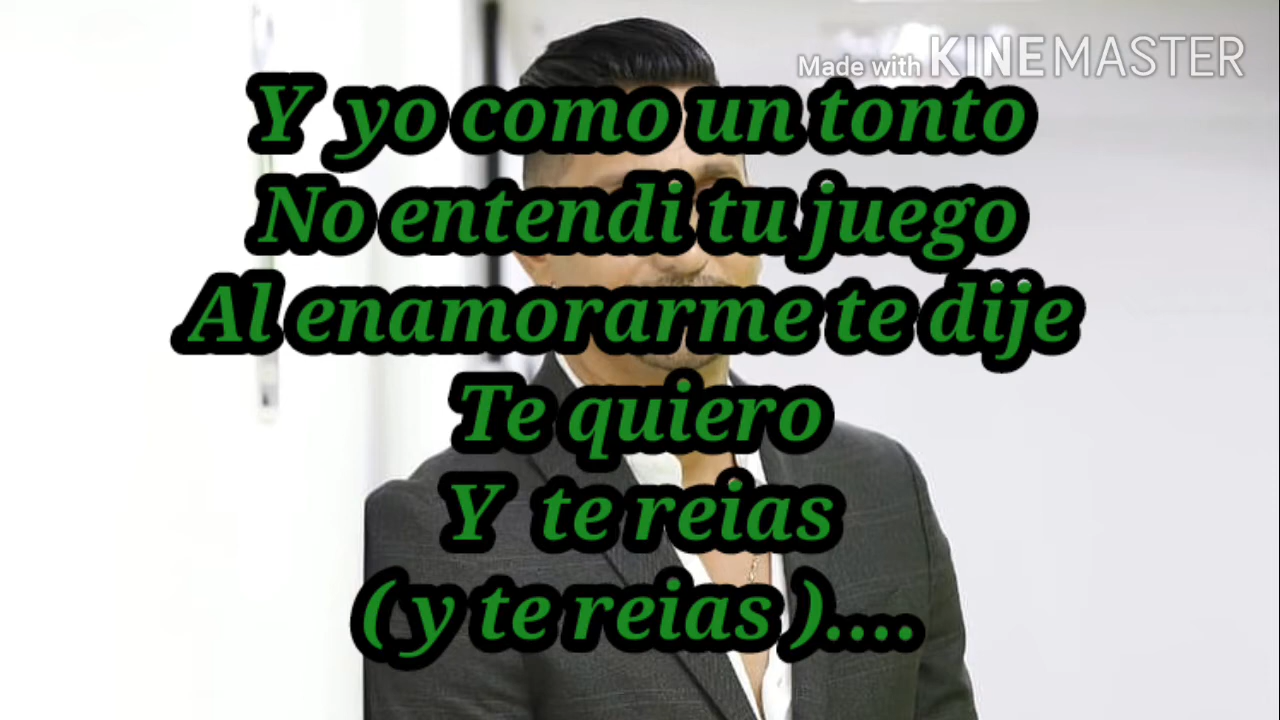 Made with KINEMASTER
Y yo como un tonto
No entendi tu juego
Al enamorarme te dije
Te quiero
Y te reias
( y te reias )....